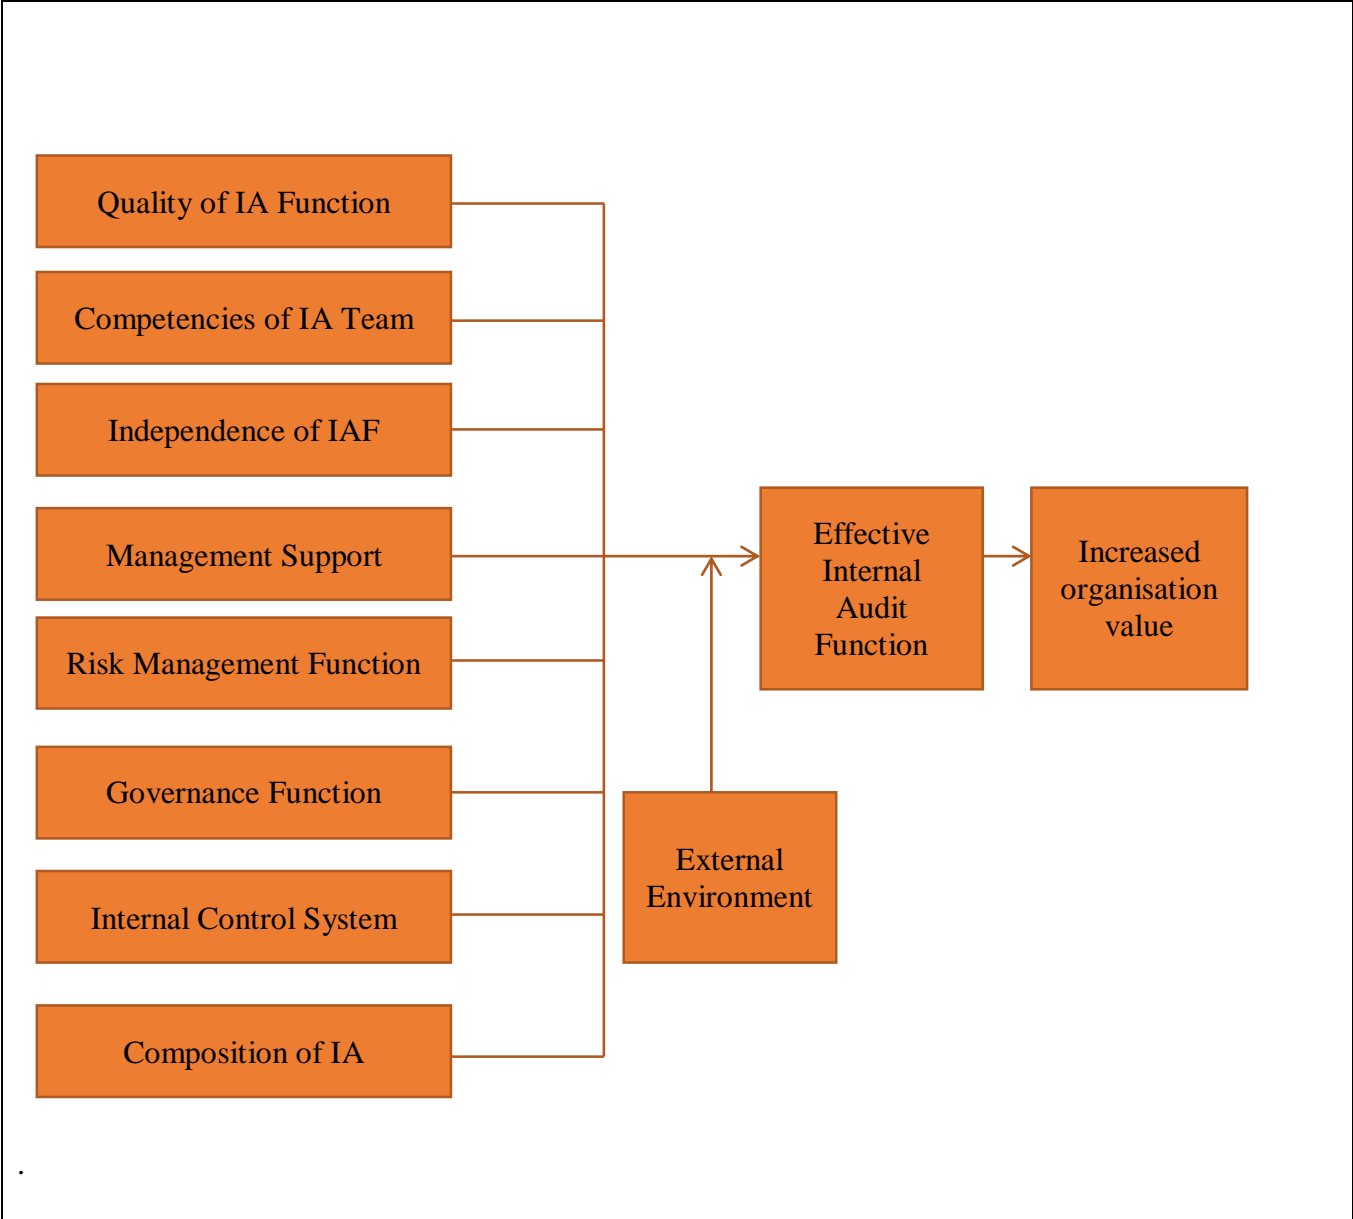 Quality of IA Function
Competencies of IA Team
Independence of IAF
Management Support
Risk Management Function
Governance Function
Internal Control System
Composition of IA
External
Environment
Effective
Internal
Audit
Function
Increased
organisation
value
.